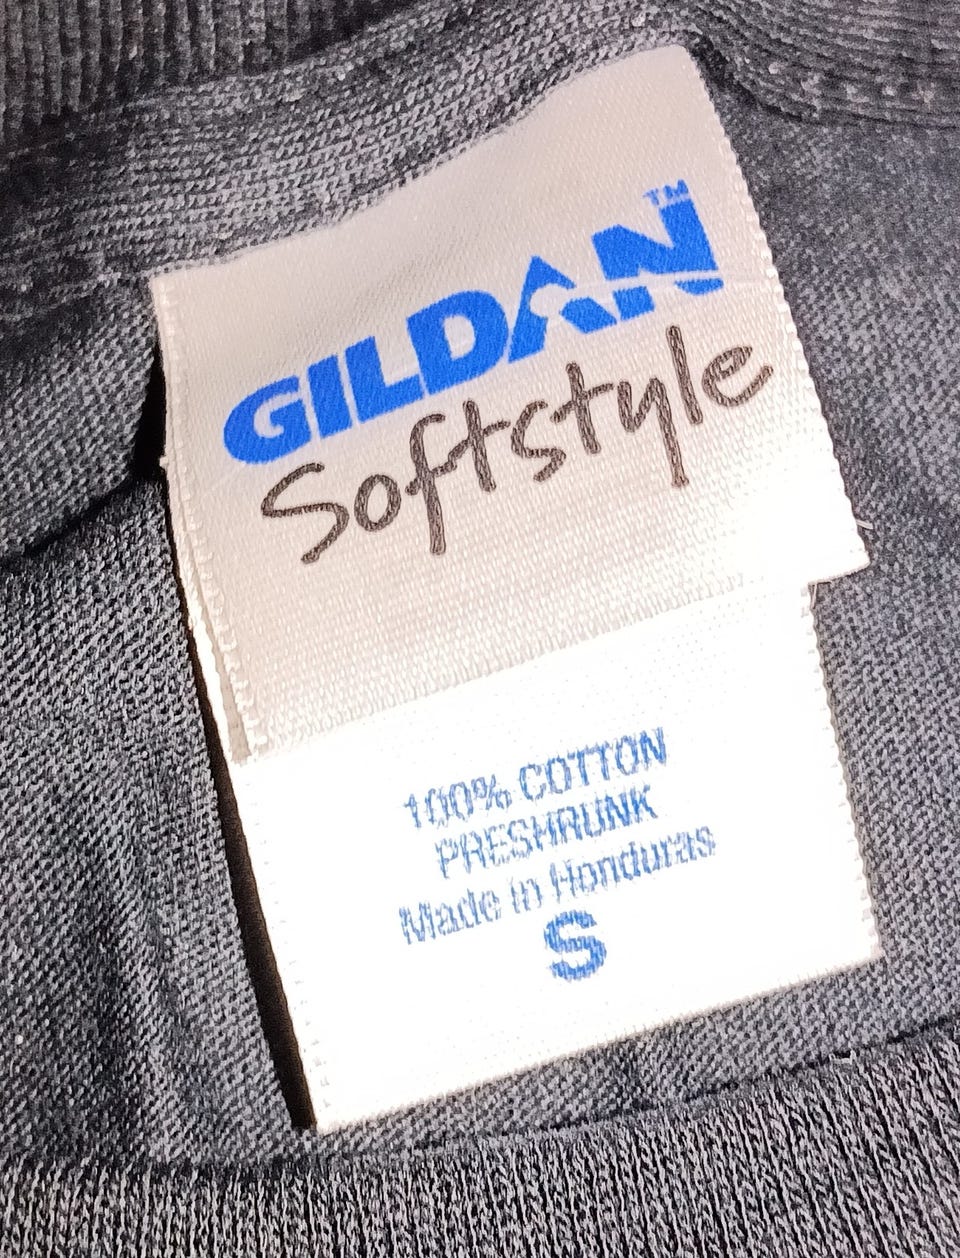 GILDAN™
Softstyle
100% COTTON
PRESHRUNK
Made in Honduras
S